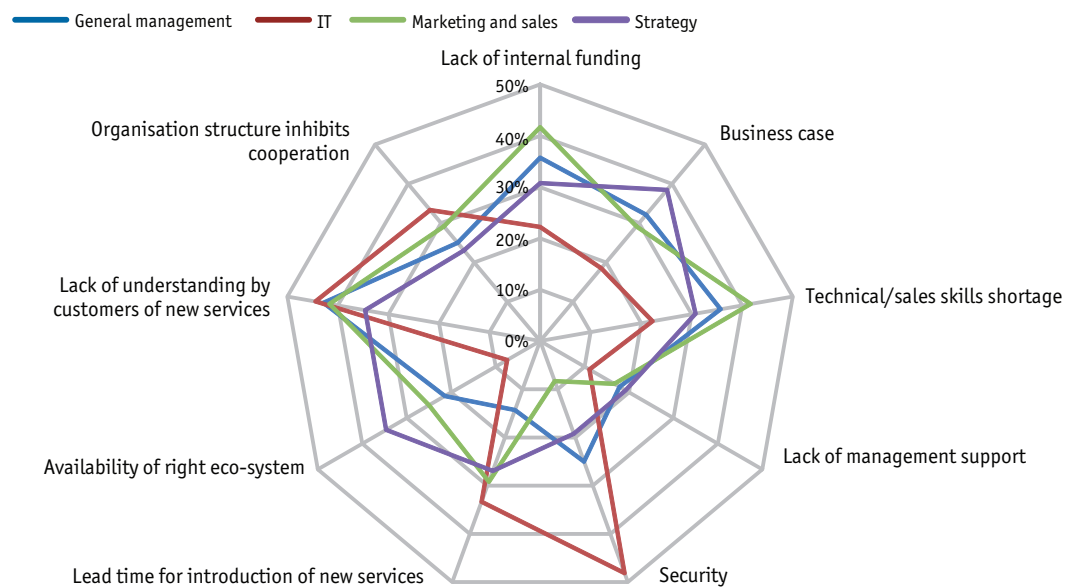 General management
IT
Marketing and sales
Strategy
Lack of internal funding
50%
Business case
Organisation structure inhibits
cooperation
40%
30%
20%
Lack of understanding by
customers of new services
Technical/sales skills shortage
10%
0%
Lack of management support
Availability of right eco-system
Lead time for introduction of new services
Security